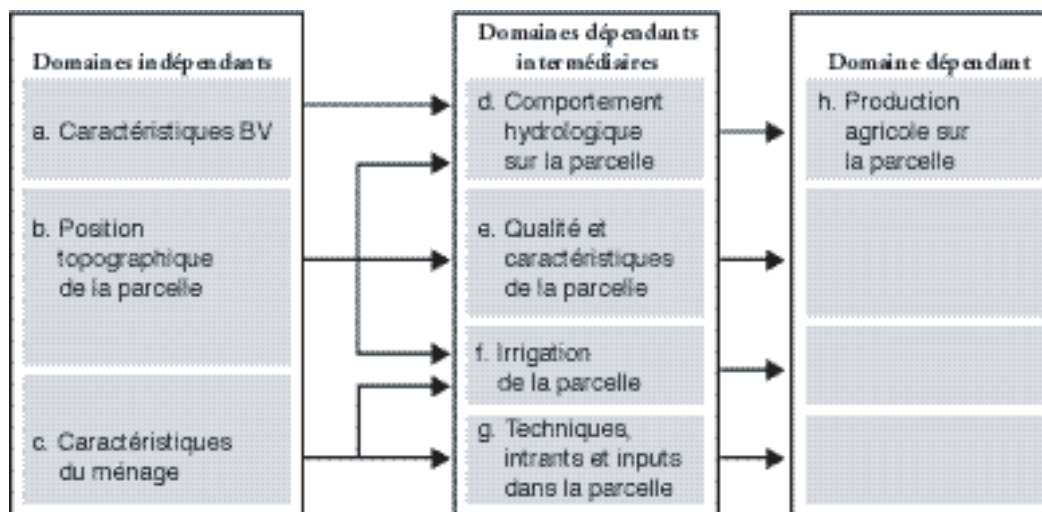 Domaines indépendants
a. Caractéristiques BV
b. Position
topographique
de la parcelle
c. Caractéristiques
du ménage
Domaines dépendants
intermédiaires
d. Comportement
hydrologique
sur la parcelle
e. Qualité et
caractéristiques
de la parcelle
f. Irrigation
de la parcelle
g. Techniques,
intrants et inputs
dans la parcelle
Domaine dépendant
h. Production
agricole sur
la parcelle